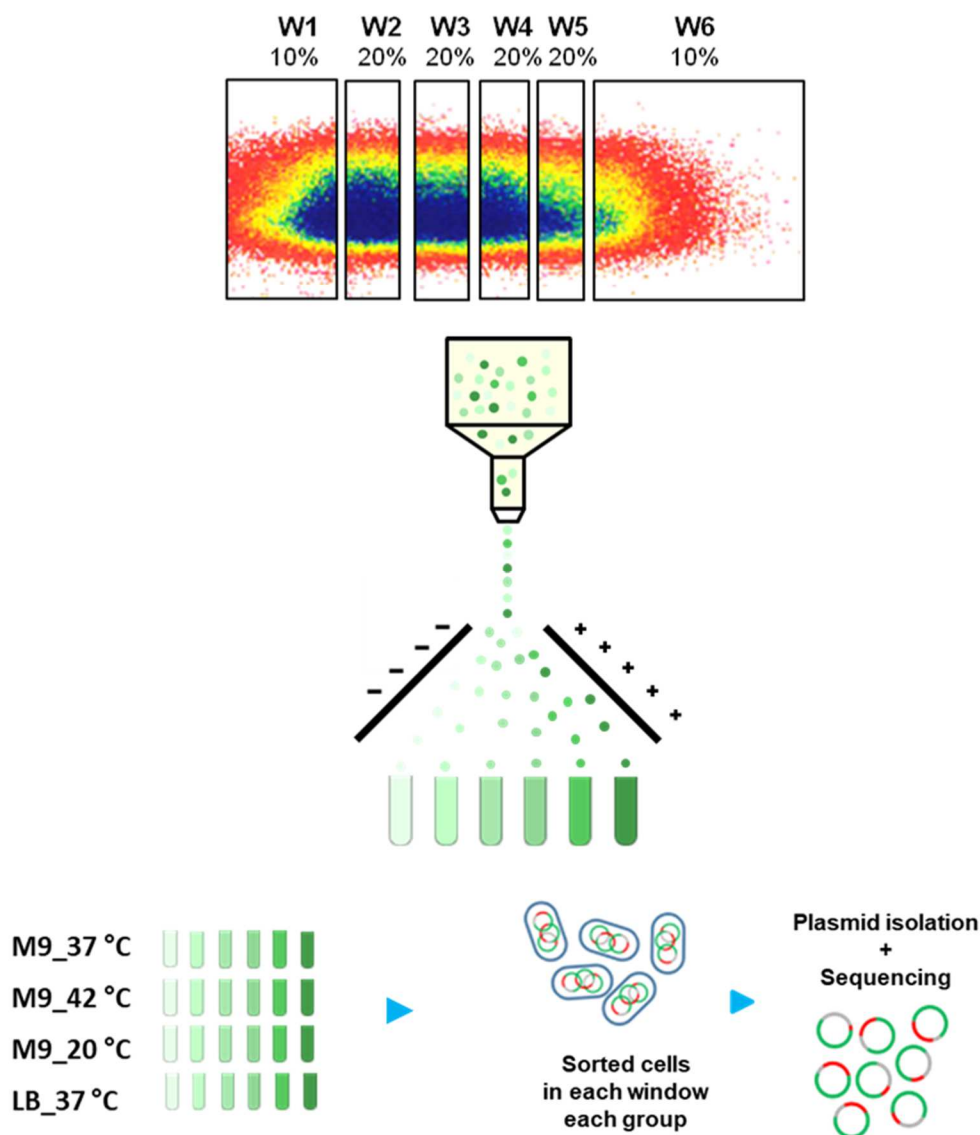 W1 W2 W3 W4 W5 W6
10% 20% 20% 20% 20% 10%
− − − −
+ + + + +
M9_37 °C
M9_42 °C
M9_20 °C
LB_37 °C
Sorted cells
in each window
each group
Plasmid isolation
+
Sequencing